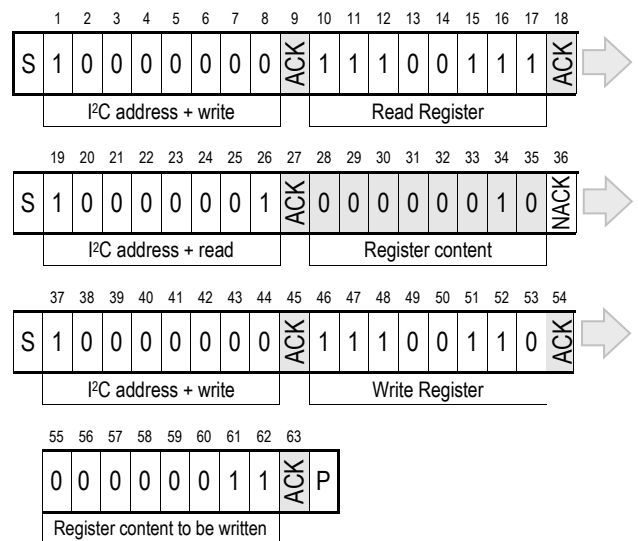 1 2 3 4 5 6 7 8 9 10 11 12 13 14 15 16 17 18
S 1 0 0 0 0 0 0 0 ACK 1 1 1 0 0 1 1 1 ACK
I²C address + write Read Register
19 20 21 22 23 24 25 26 27 28 29 30 31 32 33 34 35 36
S 1 0 0 0 0 0 0 1 ACK 0 0 0 0 0 0 1 0 NACK
I²C address + read Register content
37 38 39 40 41 42 43 44 45 46 47 48 49 50 51 52 53 54
S 1 0 0 0 0 0 0 0 ACK 1 1 1 0 0 1 1 0 ACK
I²C address + write Write Register
55 56 57 58 59 60 61 62 63
0 0 0 0 0 0 1 1 ACK P
Register content to be written